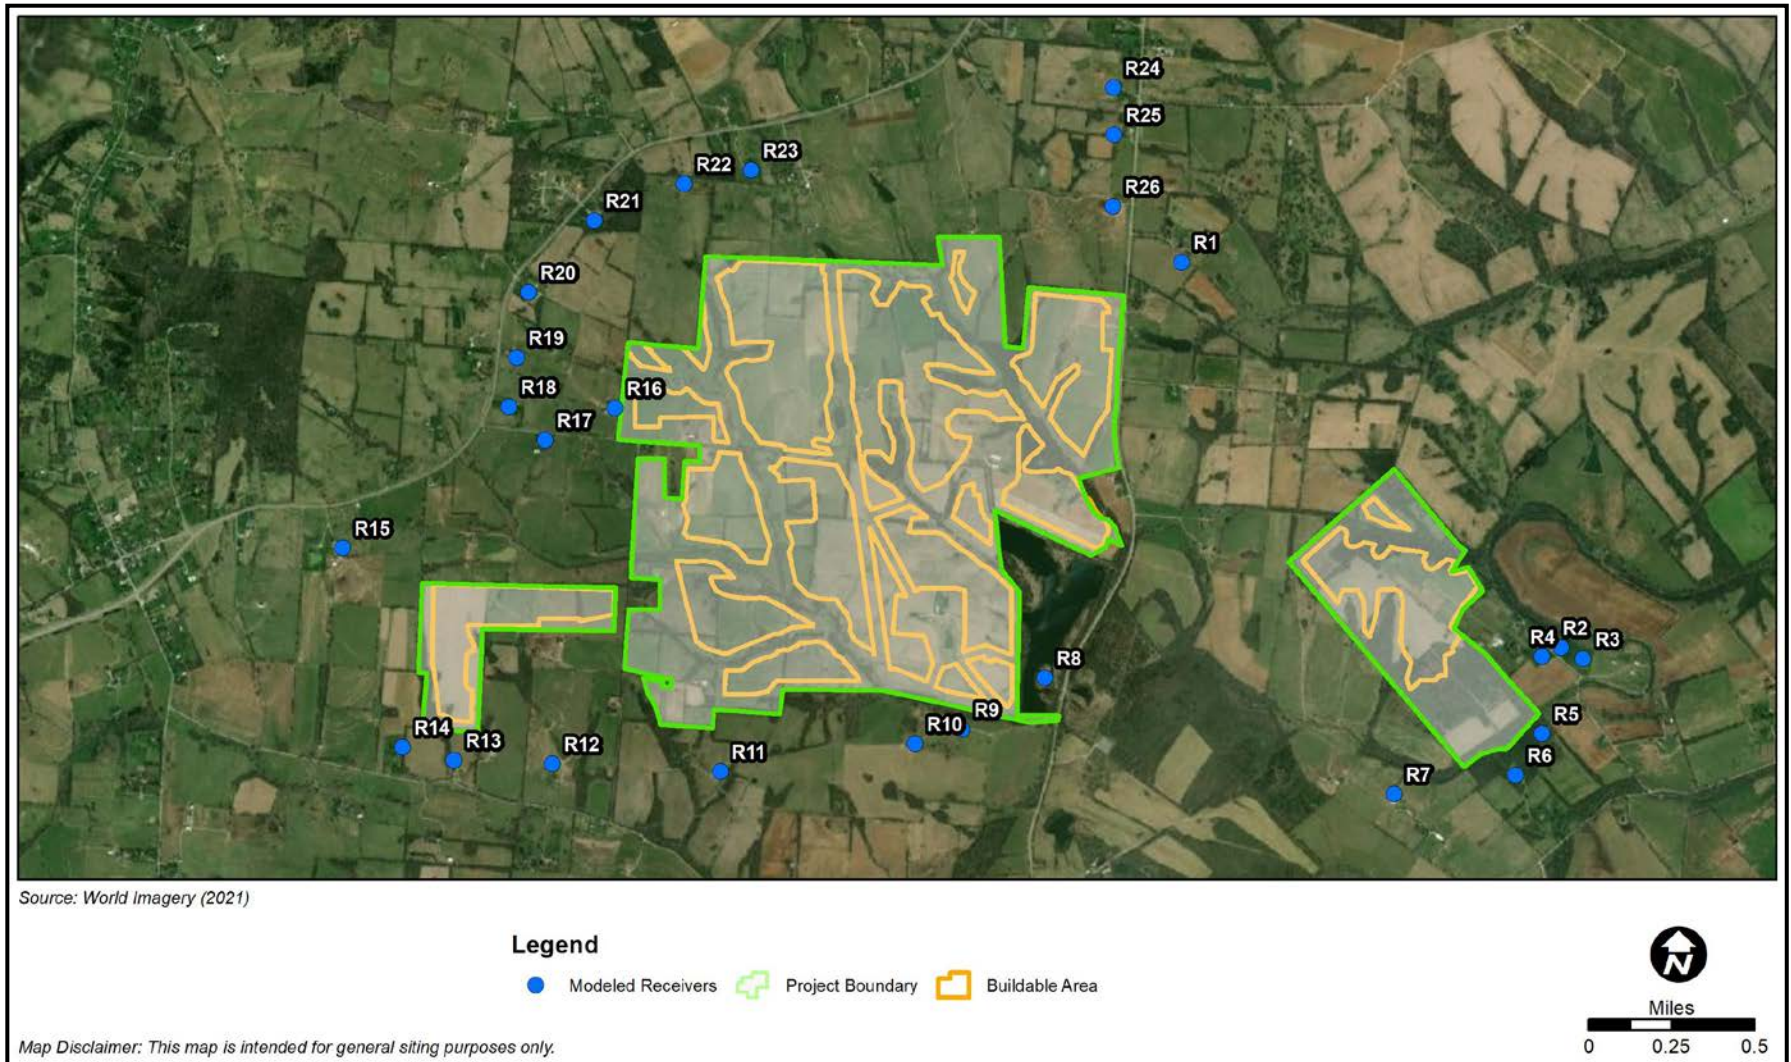 R24
R25
R23
R22
R26
R21
R1
R20
R19
R18
R16
R17
R15
R2
R4
R3
R8
R9
R5
R10
R14
R13
R12
R11
R6
R7
Source: World Imagery (2021)
Legend
Modeled Receivers Project Boundary Buildable Area
N
Miles
0 0.25 0.5
Map Disclaimer: This map is intended for general siting purposes only.